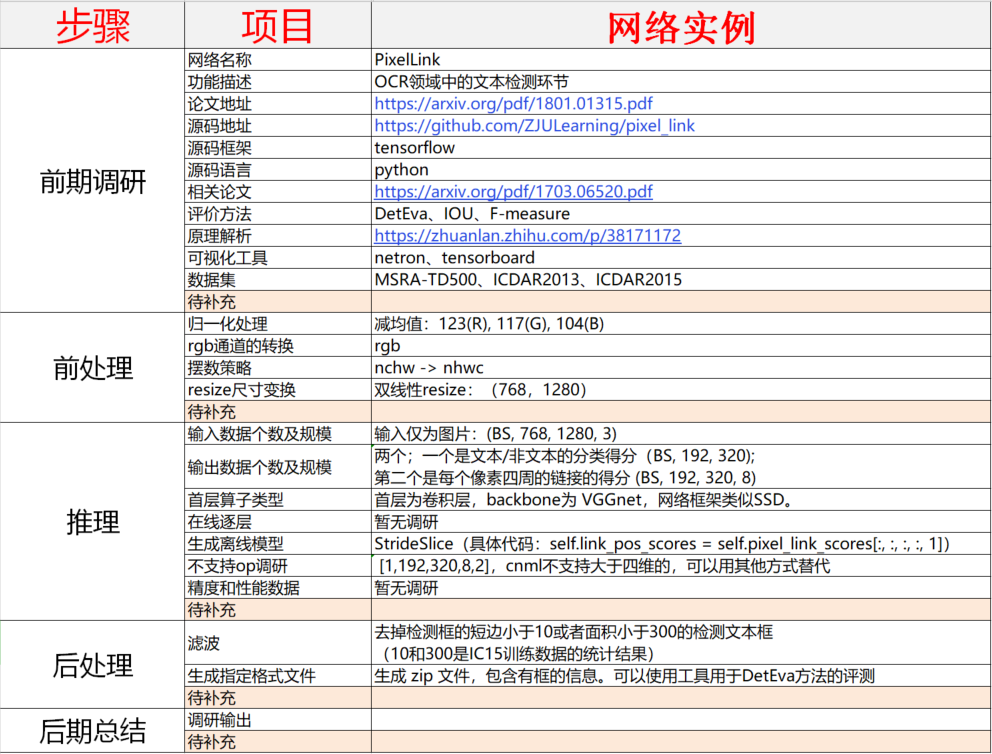 步骤 项目 网络实例
前期调研
网络名称 PixelLink
功能描述 OCR领域中的文本检测环节
论文地址 https://arxiv.org/pdf/1801.01315.pdf
源码地址 https://github.com/ZJULearning/pixel_link
源码框架 tensorflow
源码语言 python
相关论文 https://arxiv.org/pdf/1703.06520.pdf
评价方法 DetEva、IOU、F-measure
原理解析 https://zhuanlan.zhihu.com/p/38171172
可视化工具 netron、tensorboard
数据集 MSRA-TD500、ICDAR2013、ICDAR2015
待补充
前处理
归一化处理 减均值：123(R), 117(G), 104(B)
rgb通道的转换 rgb
摆数策略 nchw -> nhwc
resize尺寸变换 双线性resize：（768，1280）
待补充
推理
输入数据个数及规模 输入仅为图片：(BS, 768, 1280, 3)
输出数据个数及规模 两个；一个是文本/非文本的分类得分（BS, 192, 320);
第二个是每个像素四周的链接的得分 (BS, 192, 320, 8)
首层算子类型 首层为卷积层，backbone为 VGGnet，网络框架类似SSD。
在线逐层 暂无调研
生成离线模型 StrideSlice（具体代码：self.link_pos_scores = self.pixel_link_scores[:, :, :, :, 1]）
不支持op调研 [1,192,320,8,2]，cnml不支持大于四维的，可以用其他方式替代
精度和性能数据 暂无调研
待补充
后处理
滤波 去掉检测框的短边小于10或者面积小于300的检测文本框
（10和300是IC15训练数据的统计结果）
生成指定格式文件 生成 zip 文件，包含有框的信息。可以使用工具用于DetEva方法的评测
待补充
后期总结
调研输出
待补充